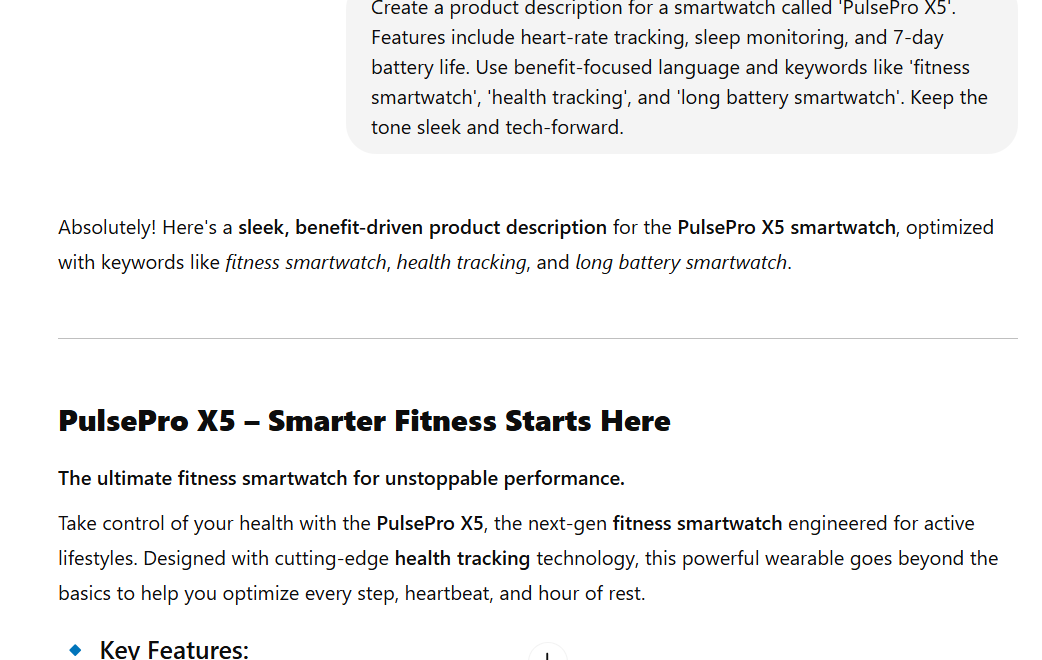 Create a product description for a smartwatch called 'PulsePro X5'.
Features include heart-rate tracking, sleep monitoring, and 7-day
battery life. Use benefit-focused language and keywords like 'fitness
smartwatch', 'health tracking', and 'long battery smartwatch'. Keep the
tone sleek and tech-forward.
Absolutely! Here's a sleek, benefit-driven product description for the PulsePro X5 smartwatch, optimized
with keywords like fitness smartwatch, health tracking, and long battery smartwatch.
PulsePro X5 – Smarter Fitness Starts Here
The ultimate fitness smartwatch for unstoppable performance.
Take control of your health with the PulsePro X5, the next-gen fitness smartwatch engineered for active
lifestyles. Designed with cutting-edge health tracking technology, this powerful wearable goes beyond the
basics to help you optimize every step, heartbeat, and hour of rest.
Key Features: